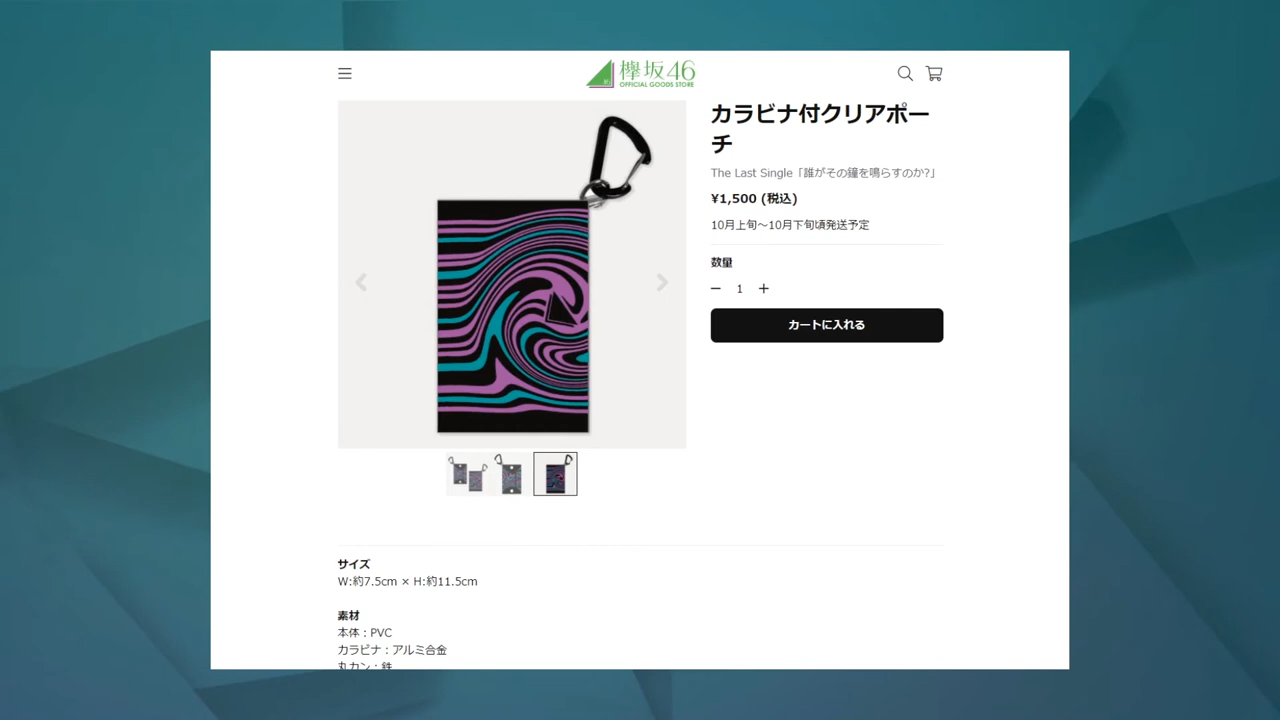 欅坂46
OFFICIAL GOODS STORE
カラビナ付クリアポー
チ
The Last Single「誰がその鐘を鳴らすのか?」
¥1,500 (税込)
10月上旬〜10月下旬頃発送予定
数量
1
カートに入れる
サイズ
W:約7.5cm × H:約11.5cm
素材
本体：PVC
カラビナ：アルミ合金
丸カン：鉄